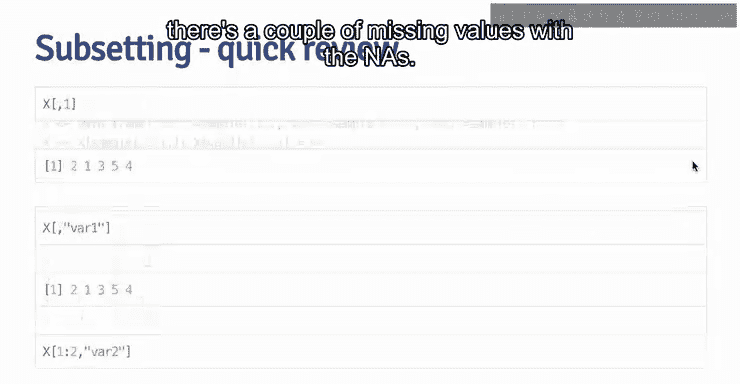 there's a couple of missing values with
the NAs.
Subsetting - quick review
X[,1]
[1] 2 1 3 5 4
X[,"var1"]
[1] 2 1 3 5 4
X[1:2,"var2"]